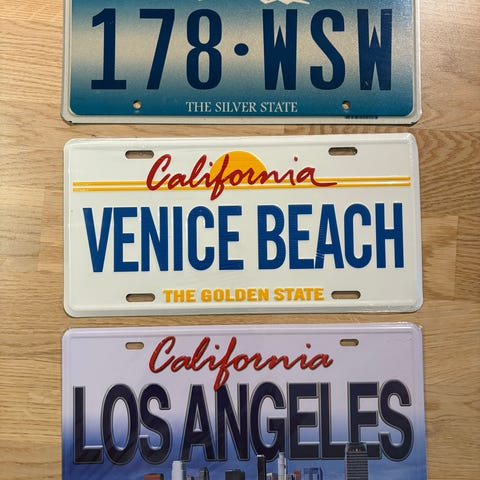 178·WSW
THE SILVER STATE
California
VENICE BEACH
THE GOLDEN STATE
California
LOS ANGELES